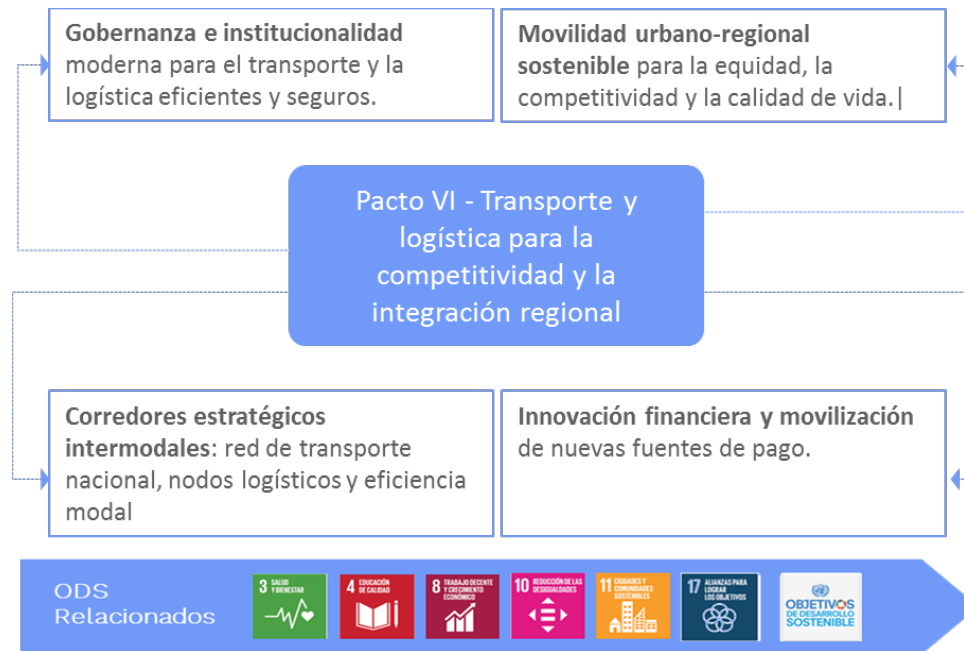 Gobernanza e institucionalidad
moderna para el transporte y la
logística eficientes y seguros.
Movilidad urbano-regional
sostenible para la equidad, la
competitividad y la calidad de vida.|
Pacto VI - Transporte y
logística para la
competitividad y la
integración regional
Corredores estratégicos
intermodales: red de transporte
nacional, nodos logísticos y eficiencia
modal
Innovación financiera y movilización
de nuevas fuentes de pago.
ODS
Relacionados
3 SALUD
Y BIENESTAR
4 EDUCACIÓN
DE CALIDAD
8 TRABAJO DECENTE
Y CRECIMIENTO
ECONÓMICO
10 REDUCCIÓN DE LAS
DESIGUALDADES
11 CIUDADES Y
COMUNIDADES
SOSTENIBLES
17 ALIANZAS PARA
LOGRAR
LOS OBJETIVOS
OBJETIVOS
DE DESARROLLO
SOSTENIBLE